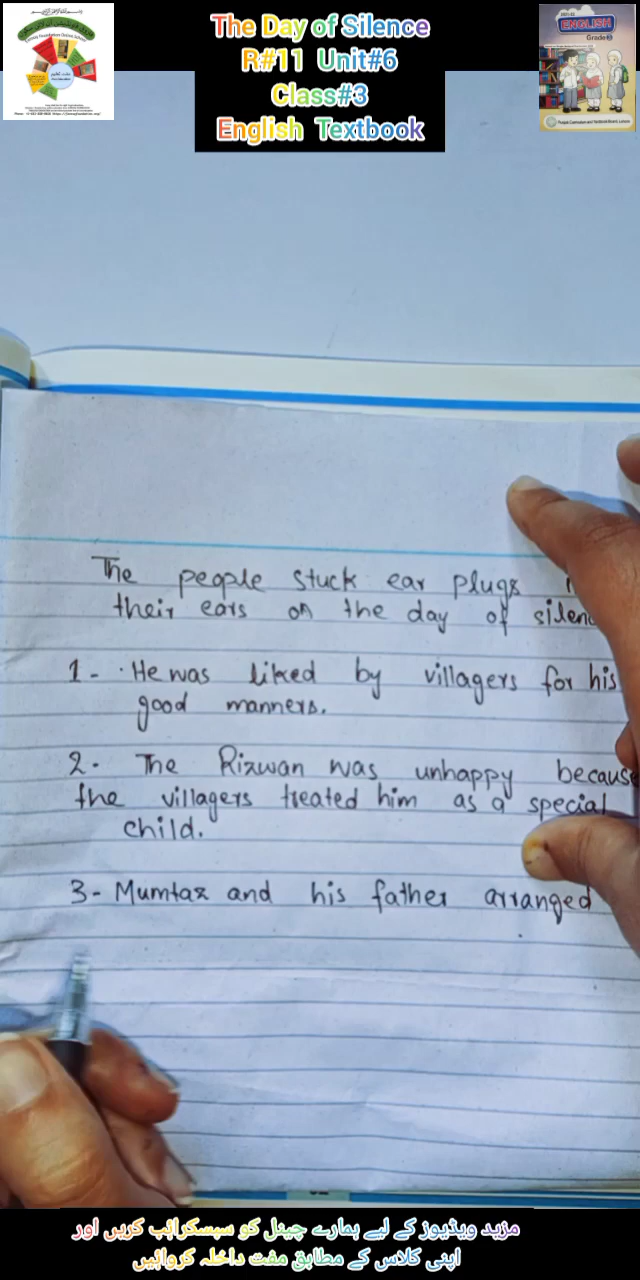 The Day of Silence
R#11 Unit#6
Class#3
English Textbook
ENGLISH
Grade 3
The people stuck ear plugs
their ears on the day of silenc
1- · He was liked by villagers for his
good manners.
2. The Rizwan was unhappy because
the villagers treated him as a special
child.
3- Mumtaz and his father arranged
مزید ویڈیوز کے لیے ہمارے چینل کو سبسکرائب کریں اور
اپنی کلاس کے مطابق مفت داخلہ کروائیں